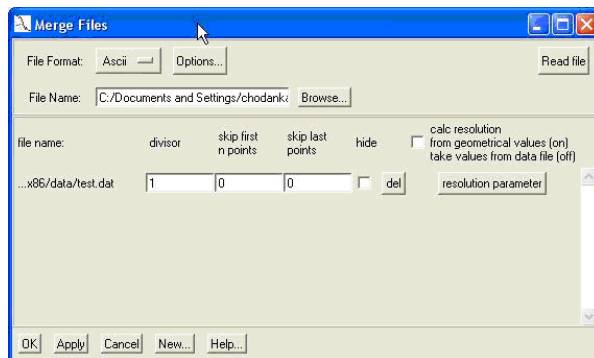 Merge Files
File Format: Ascii Options... Read file
File Name: C:/Documents and Settings/chodank Browse...
file name: divisor skip first n points skip last points hide calc resolution from geometrical values (on) take values from data file (off)
...x86/data/test.dat 1 0 0 del resolution parameter
OK Apply Cancel New... Help...